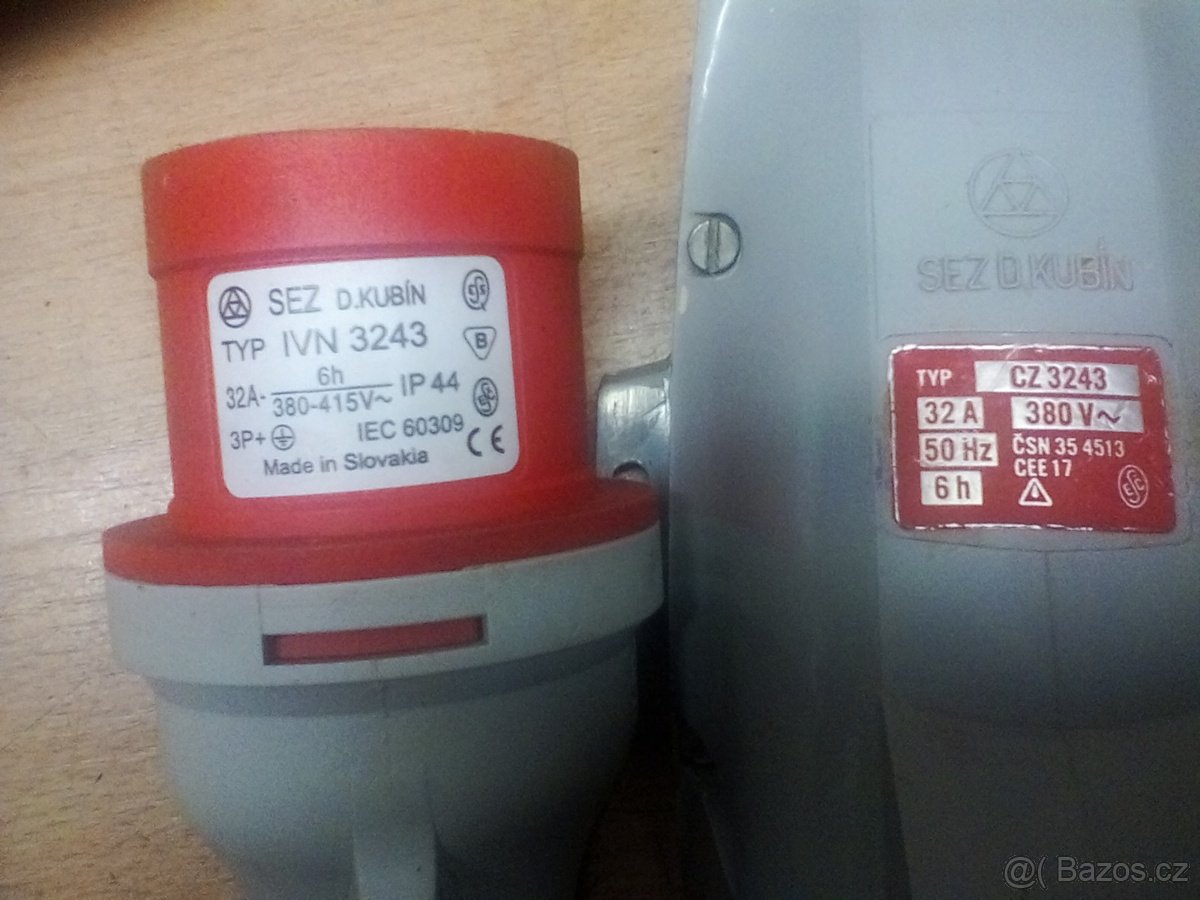 SEZ D.KUBÍN
TYP IVN 3243
B
32A- 6h IP 44
380-415V~
3P+ IEC 60309
CE
Made in Slovakia
SEZ D.KUBÍN
TYP CZ 3243
32 A 380 V~
50 Hz ČSN 35 4513
CEE 17
6 h
@( Bazos.cz